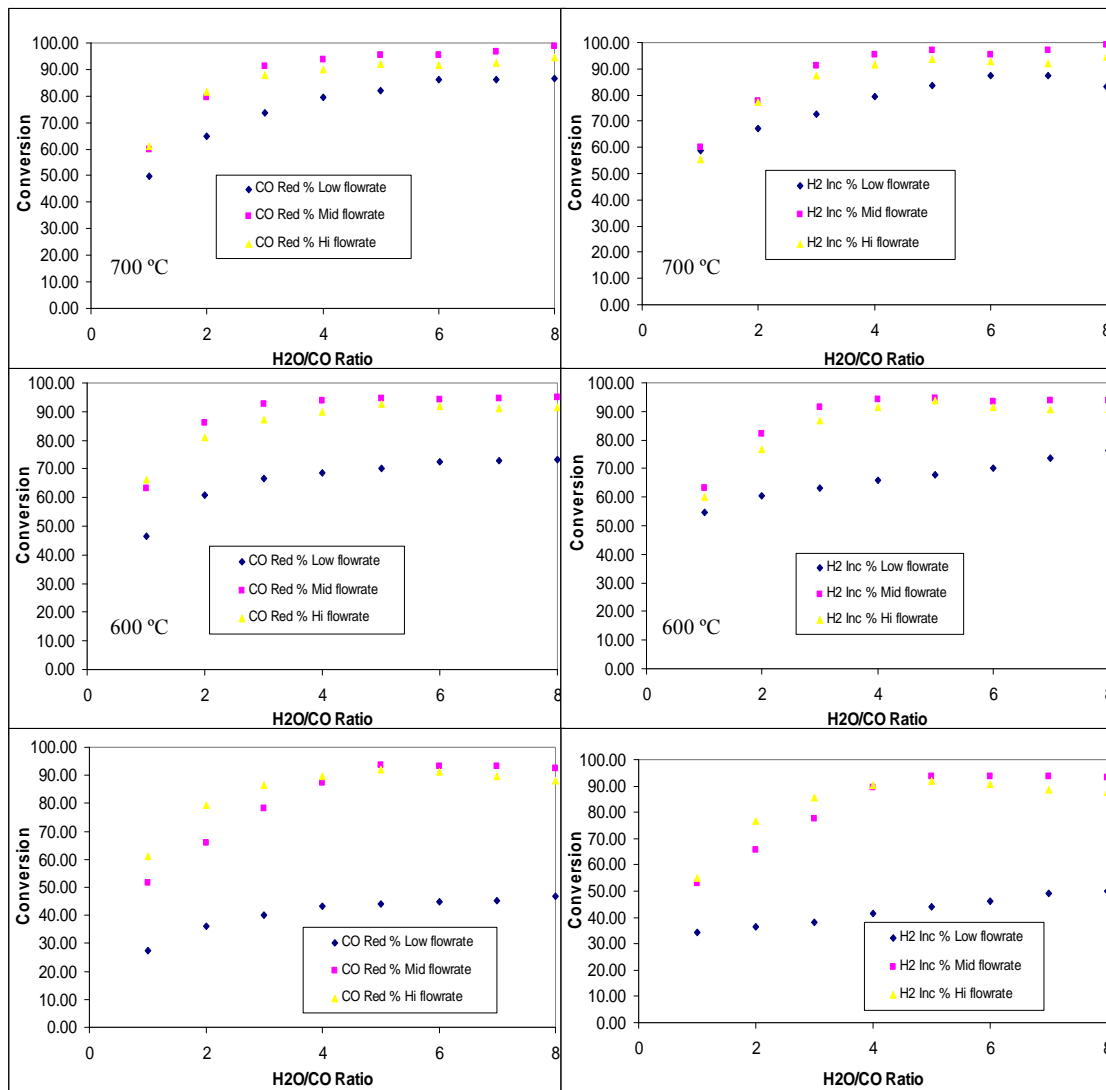 100.00
90.00
80.00
70.00
60.00
50.00
40.00
30.00
20.00
10.00
0.00
Conversion
CO Red % Low flowrate
CO Red % Mid flowrate
CO Red % Hi flowrate
700 ºC
0 2 4 6 8
H2O/CO Ratio
100.00
90.00
80.00
70.00
60.00
50.00
40.00
30.00
20.00
10.00
0.00
Conversion
H2 Inc % Low flowrate
H2 Inc % Mid flowrate
H2 Inc % Hi flowrate
700 ºC
0 2 4 6 8
H2O/CO Ratio
100.00
90.00
80.00
70.00
60.00
50.00
40.00
30.00
20.00
10.00
0.00
Conversion
CO Red % Low flowrate
CO Red % Mid flowrate
CO Red % Hi flowrate
600 ºC
0 2 4 6 8
H2O/CO Ratio
100.00
90.00
80.00
70.00
60.00
50.00
40.00
30.00
20.00
10.00
0.00
Conversion
H2 Inc % Low flowrate
H2 Inc % Mid flowrate
H2 Inc % Hi flowrate
600 ºC
0 2 4 6 8
H2O/CO Ratio
100.00
90.00
80.00
70.00
60.00
50.00
40.00
30.00
20.00
10.00
0.00
Conversion
CO Red % Low flowrate
CO Red % Mid flowrate
CO Red % Hi flowrate
0 2 4 6 8
H2O/CO Ratio
100.00
90.00
80.00
70.00
60.00
50.00
40.00
30.00
20.00
10.00
0.00
Conversion
H2 Inc % Low flowrate
H2 Inc % Mid flowrate
H2 Inc % Hi flowrate
0 2 4 6 8
H2O/CO Ratio